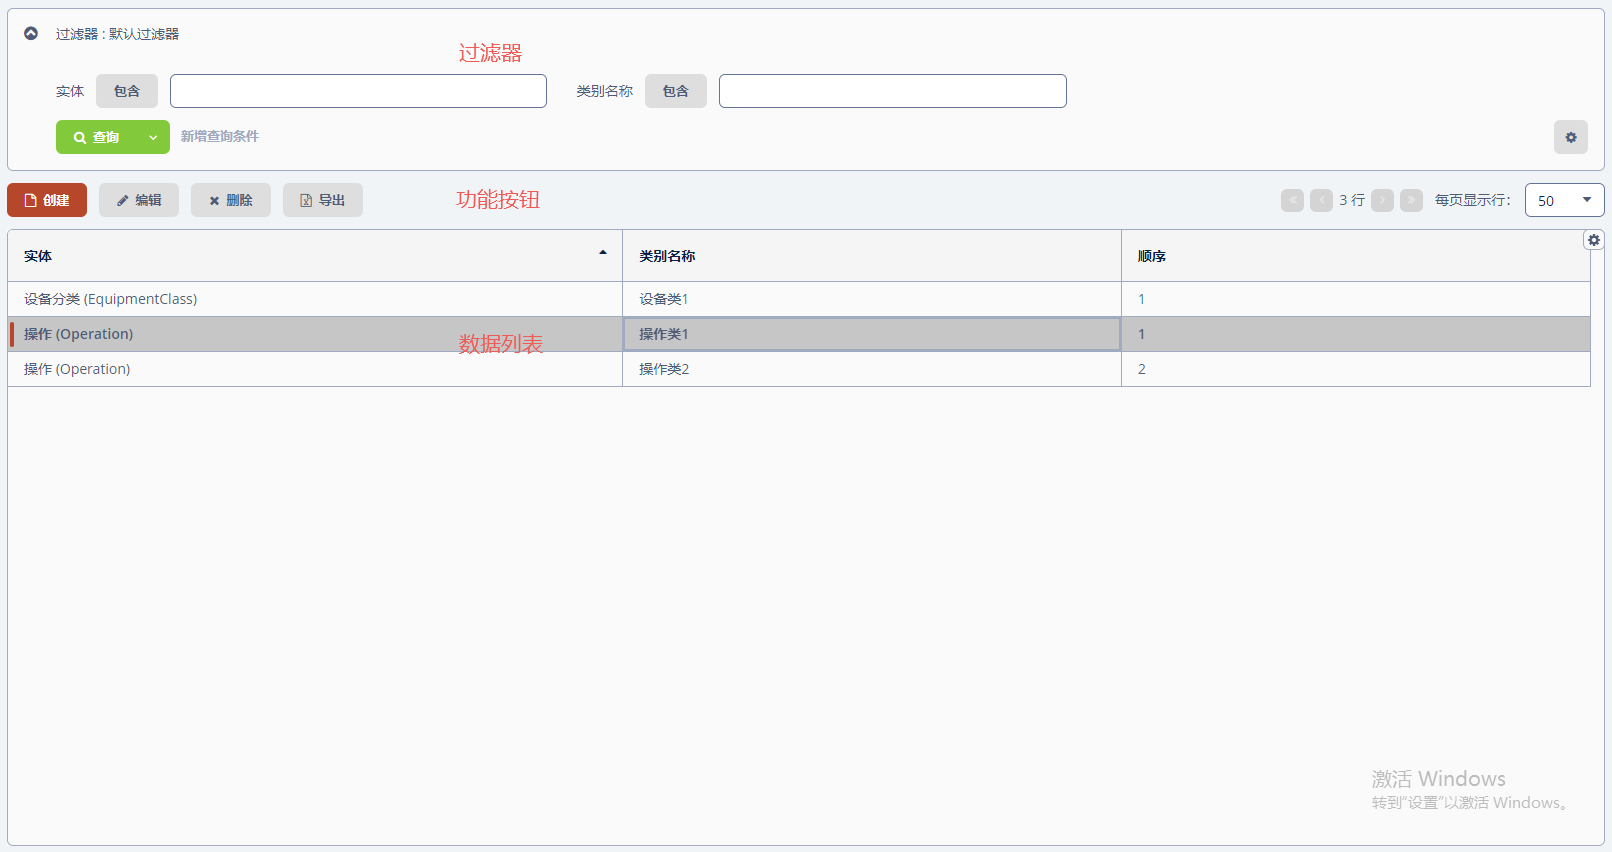 过滤器 : 默认过滤器
过滤器
实体 包含 类别名称 包含
查询 新增查询条件
创建 编辑 删除 导出 功能按钮 3 行 每页显示行: 50
实体 类别名称 顺序
设备分类 (EquipmentClass) 设备类1 1
操作 (Operation) 操作类1 1
数据列表
操作 (Operation) 操作类2 2
激活 Windows
转到“设置”以激活 Windows。